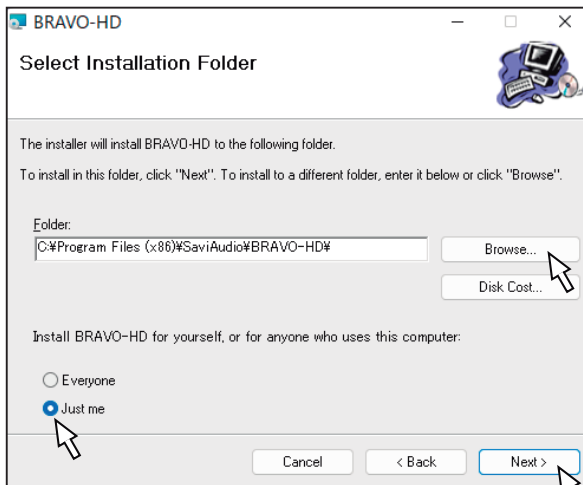 BRAVO-HD
Select Installation Folder
The installer will install BRAVO-HD to the following folder.
To install in this folder, click "Next". To install to a different folder, enter it below or click "Browse".
Folder:
C:¥Program Files (x86)¥SaviAudio¥BRAVO-HD¥
Browse...
Disk Cost...
Install BRAVO-HD for yourself, or for anyone who uses this computer:
Everyone
Just me
Cancel
< Back
Next >